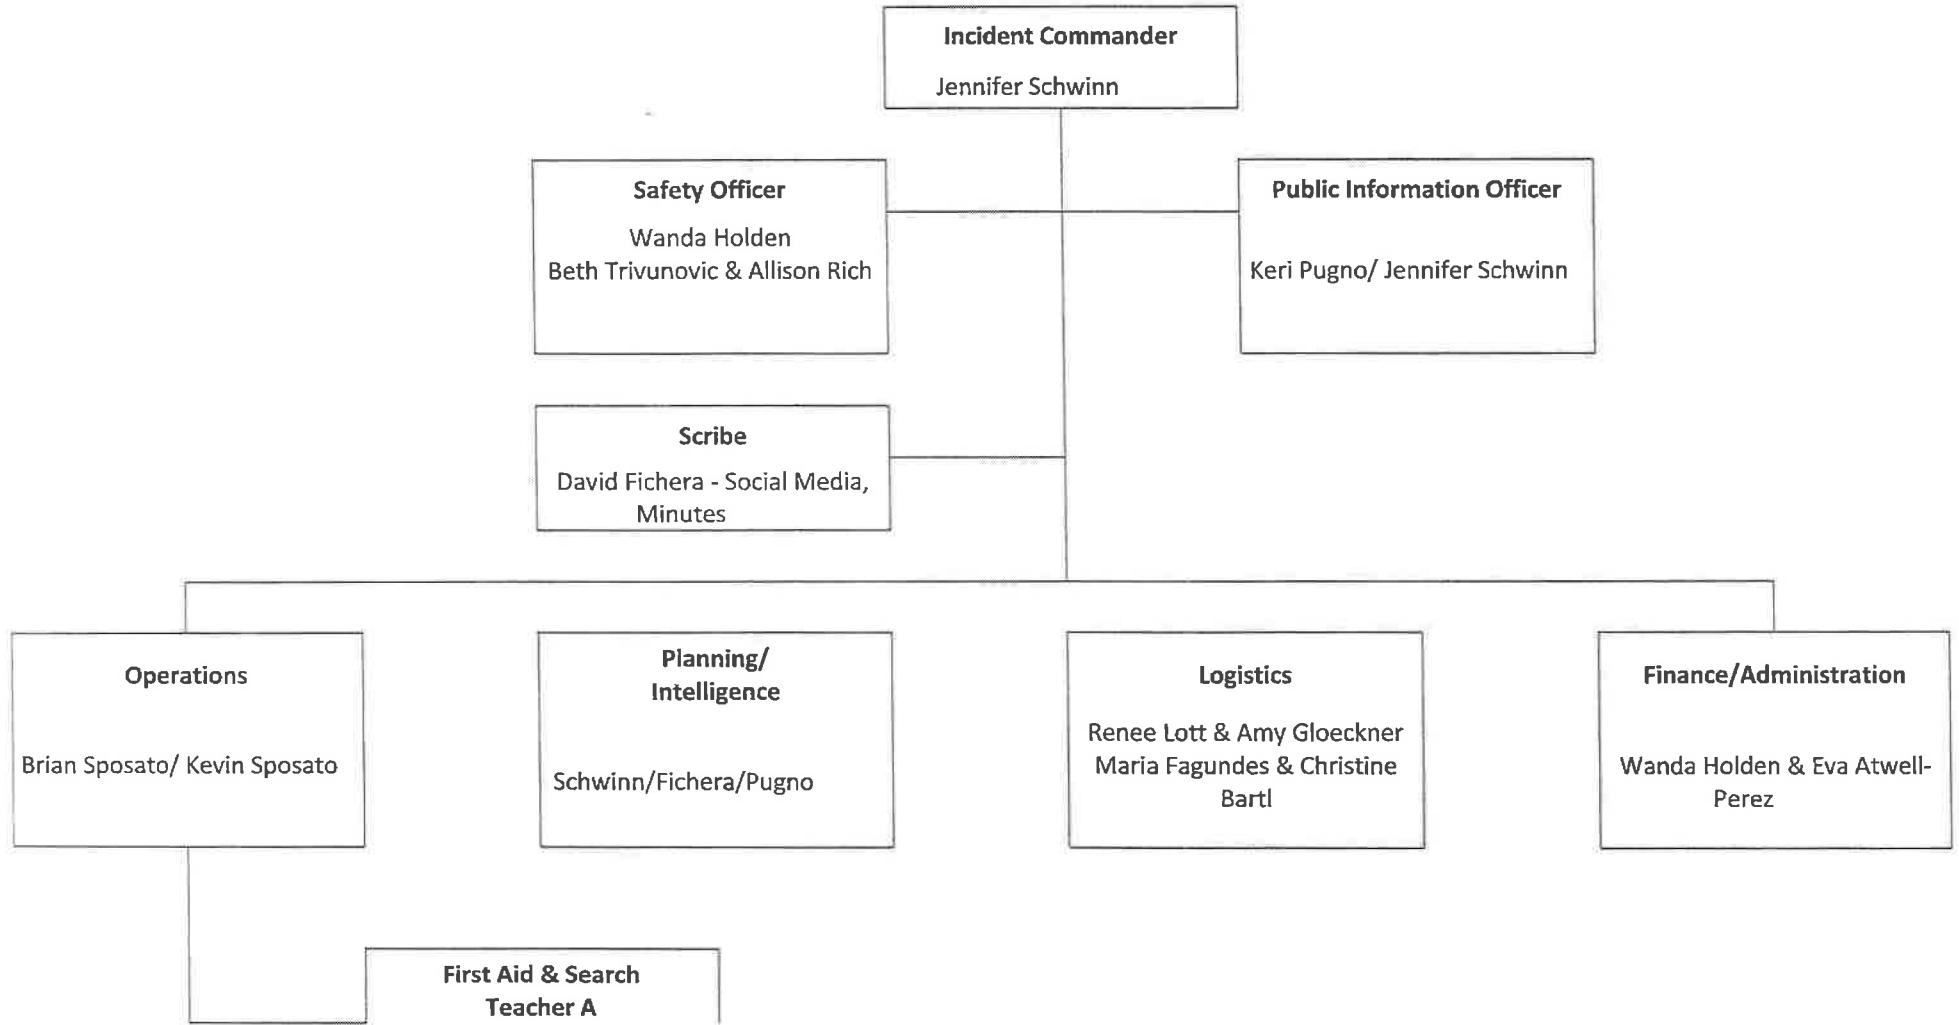 Incident Commander
Jennifer Schwinn
Safety Officer
Wanda Holden
Beth Trivunovic & Allison Rich
Public Information Officer
Keri Pugno/ Jennifer Schwinn
Scribe
David Fichera - Social Media,
Minutes
Operations
Brian Sposato/ Kevin Sposato
Planning/
Intelligence
Schwinn/Fichera/Pugno
Logistics
Renee Lott & Amy Gloeckner
Maria Fagundes & Christine
Bartl
Finance/Administration
Wanda Holden & Eva Atwell-
Perez
First Aid & Search
Teacher A